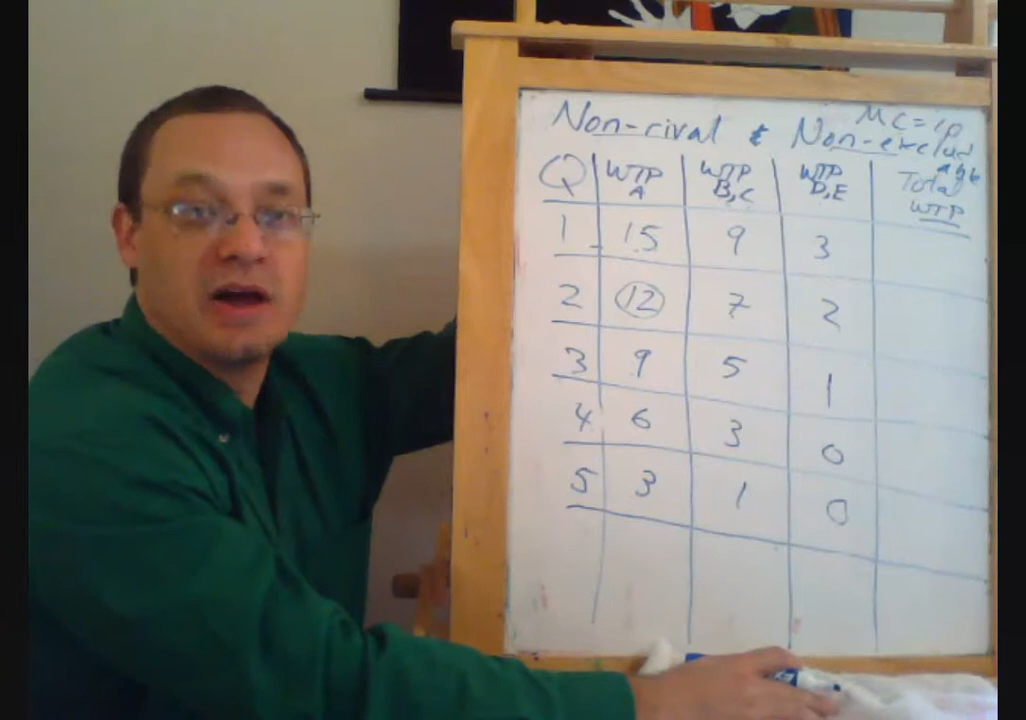 Non-rival & Non-excludable
MC=10
Q WTP A WTP B,C WTP D,E Total WTP
1 15 9 3
2 12 7 2
3 9 5 1
4 6 3 0
5 3 1 0